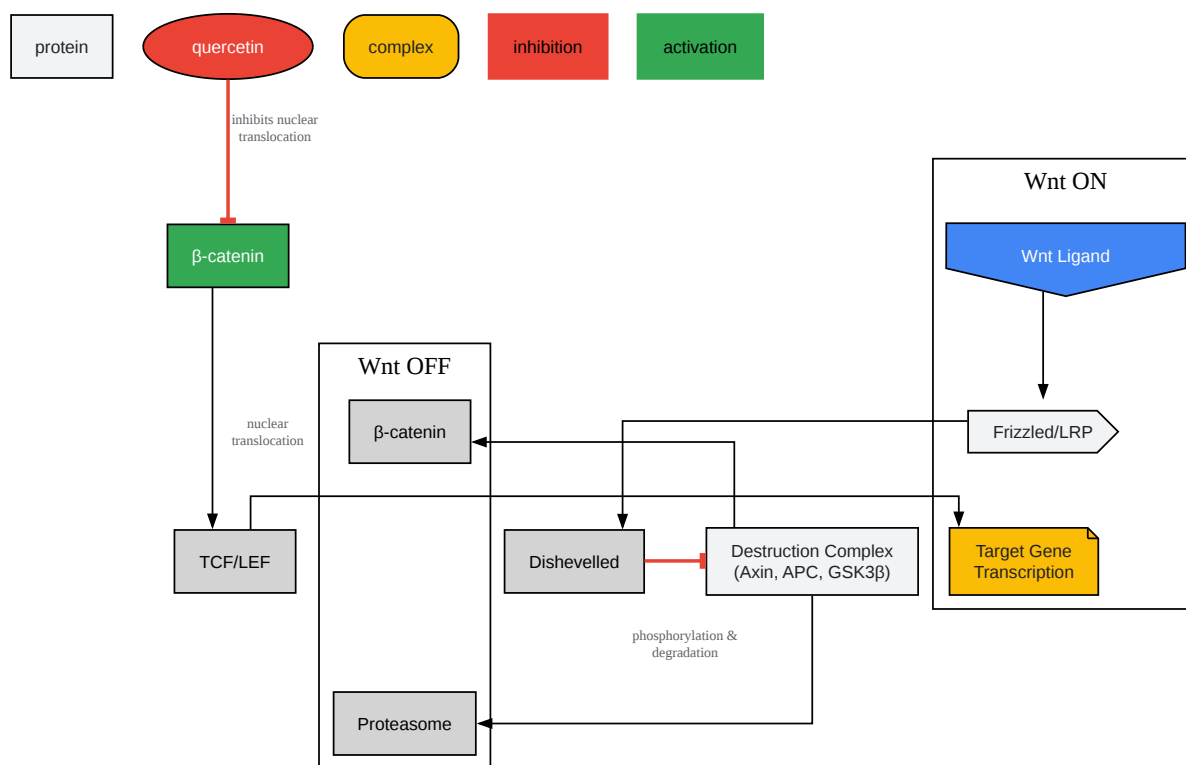 protein
quercetin
complex
inhibition
activation
inhibits nuclear
translocation
Wnt ON
β-catenin
Wnt Ligand
Wnt OFF
nuclear
translocation
β-catenin
Frizzled/LRP
TCF/LEF
Dishevelled
Destruction Complex
(Axin, APC, GSK3β)
Target Gene
Transcription
phosphorylation &
degradation
Proteasome